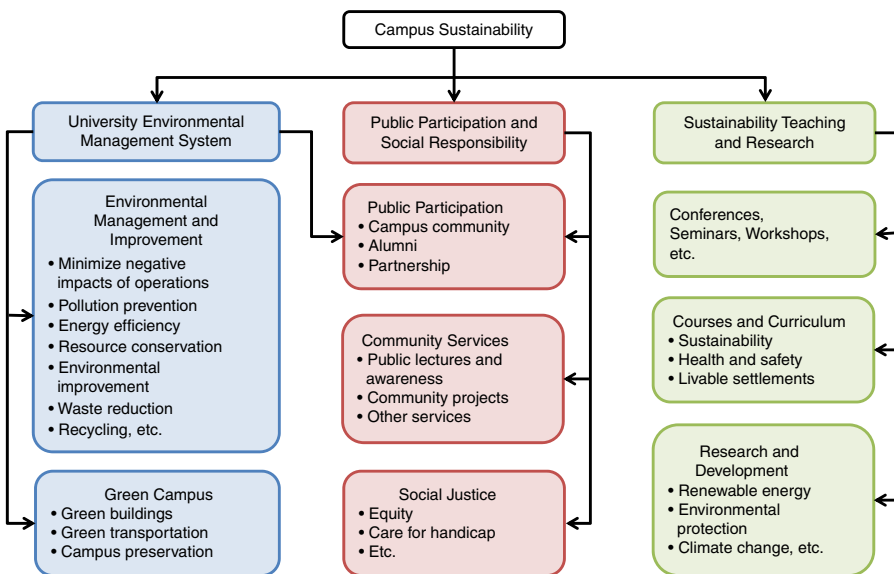 Campus Sustainability
University Environmental
Management System
Environmental
Management and
Improvement
• Minimize negative
impacts of operations
• Pollution prevention
• Energy efficiency
• Resource conservation
• Environmental
improvement
• Waste reduction
• Recycling, etc.
Green Campus
• Green buildings
• Green transportation
• Campus preservation
Public Participation and
Social Responsibility
Public Participation
• Campus community
• Alumni
• Partnership
Community Services
• Public lectures and
awareness
• Community projects
• Other services
Social Justice
• Equity
• Care for handicap
• Etc.
Sustainability Teaching
and Research
Conferences,
Seminars, Workshops,
etc.
Courses and Curriculum
• Sustainability
• Health and safety
• Livable settlements
Research and
Development
• Renewable energy
• Environmental
protection
• Climate change, etc.